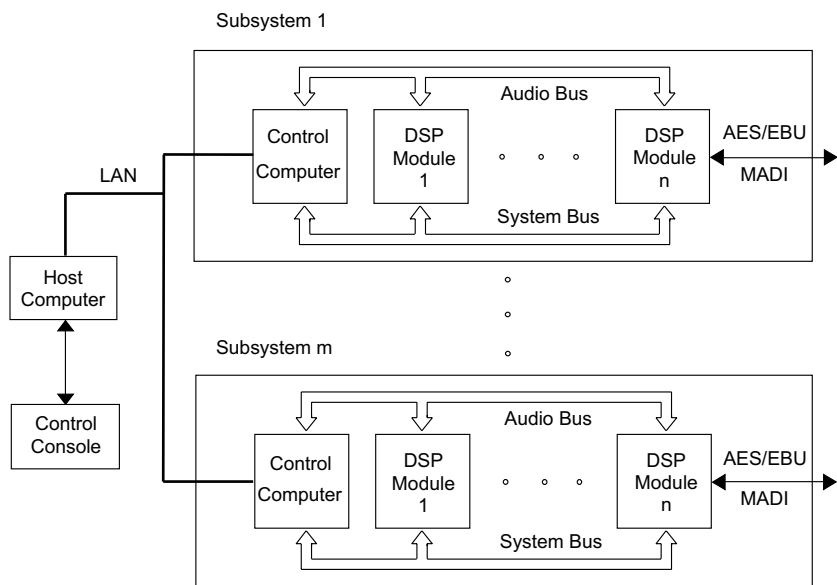 Subsystem 1
Audio Bus
Control
Computer
DSP
Module
1
DSP
Module
n
AES/EBU
MADI
System Bus
LAN
Host
Computer
Control
Console
Subsystem m
Audio Bus
Control
Computer
DSP
Module
1
DSP
Module
n
AES/EBU
MADI
System Bus